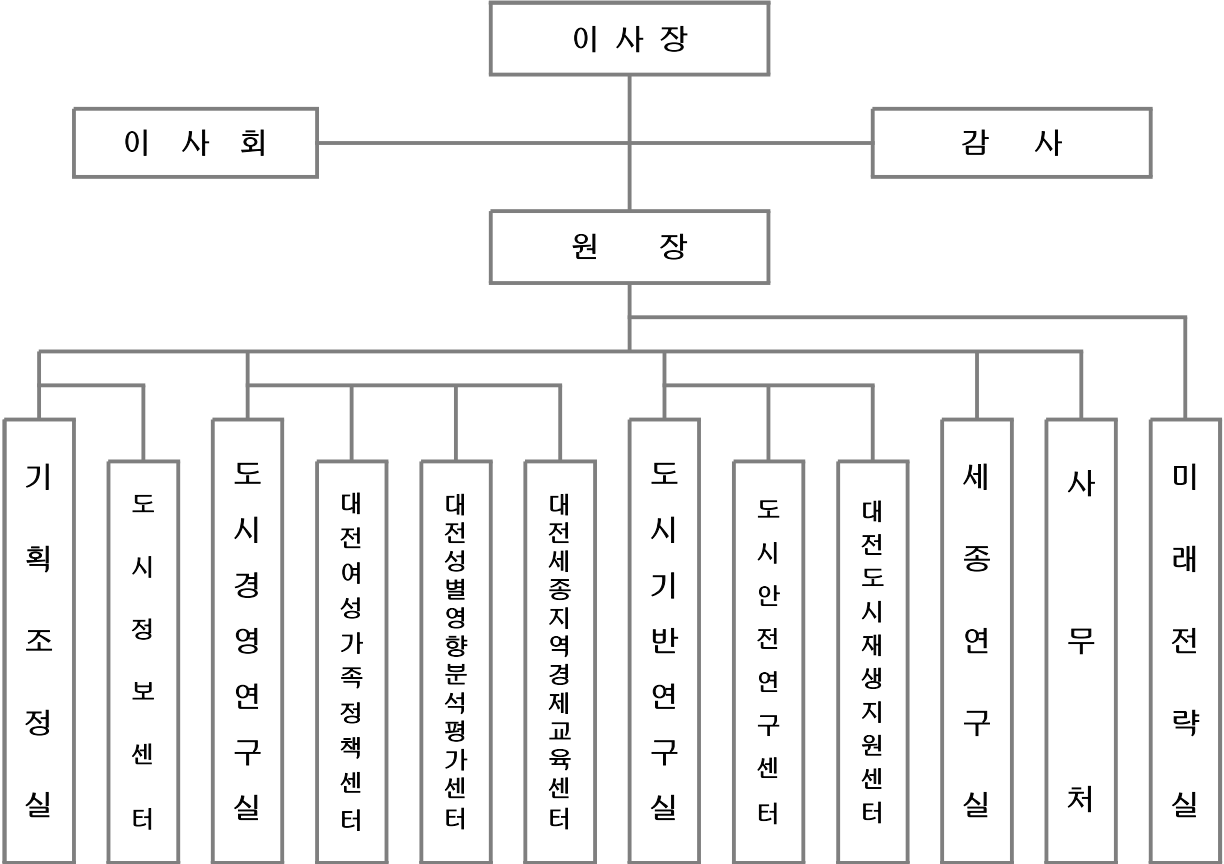 이 사 장
이 사 회
감 사
원 장
기획조정실
도시정보센터
도시경영연구실
대전여성가족정책센터
대전성별영향분석평가센터
대전세종지역경제교육센터
도시기반연구실
도시안전연구센터
대전도시재생지원센터
세종연구실
사무처
미래전략실